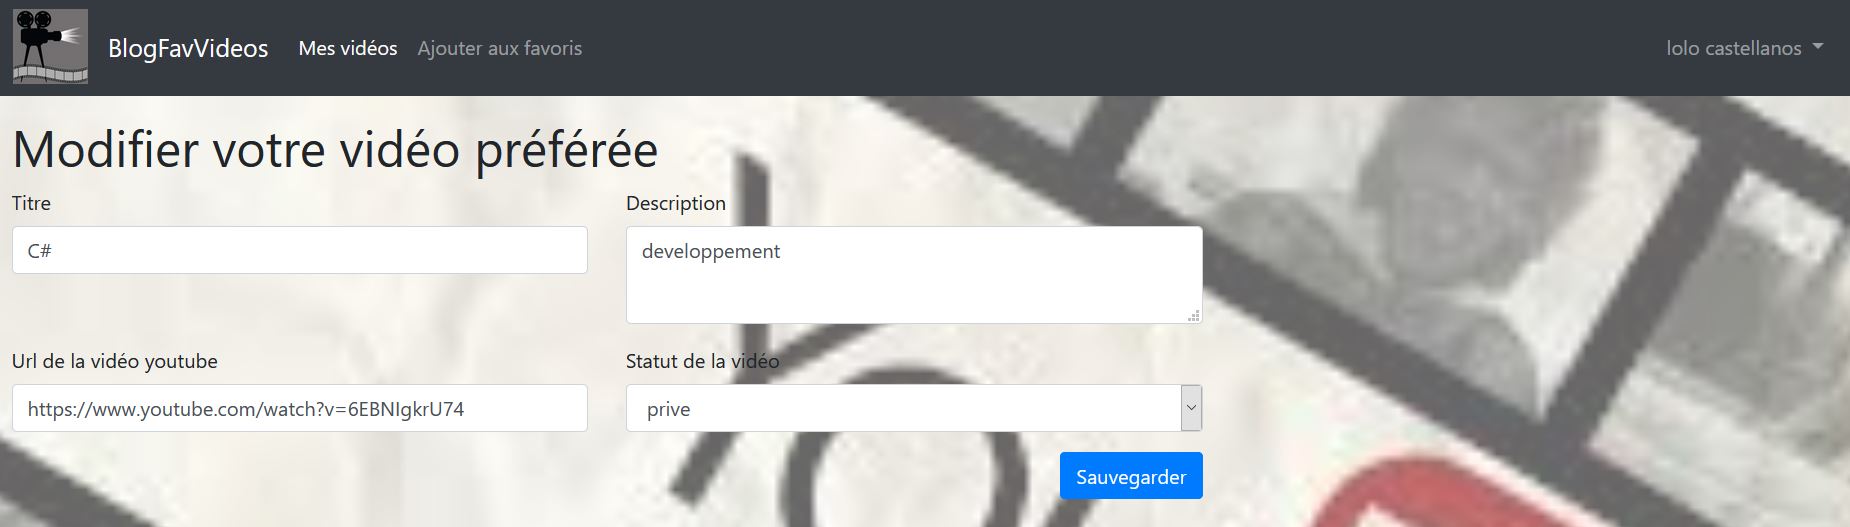 BlogFavVideos Mes vidéos Ajouter aux favoris lolo castellanos
Modifier votre vidéo préférée
Titre
C#
Description
developpement
Url de la vidéo youtube
https://www.youtube.com/watch?v=6EBNIgkrU74
Statut de la vidéo
prive
Sauvegarder